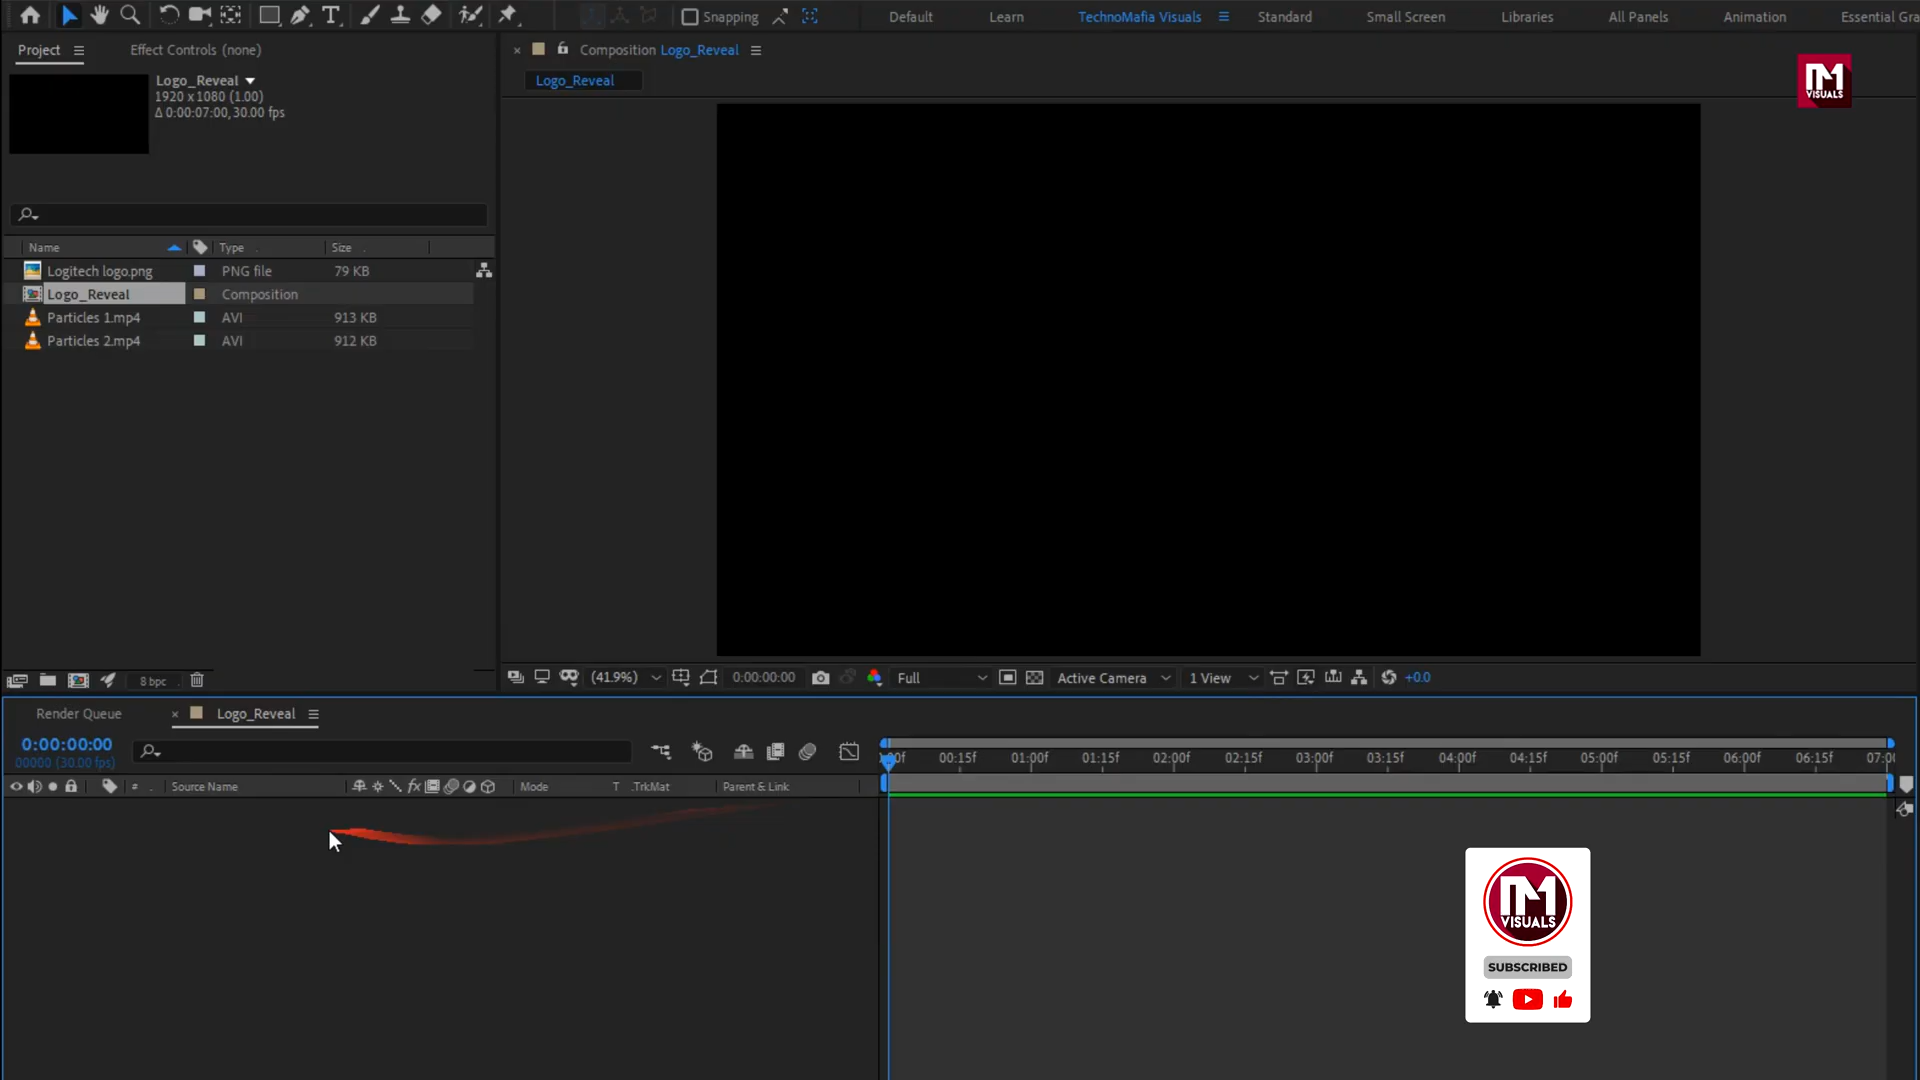 Snapping
Default
Learn
TechnoMafia Visuals
Standard
Small Screen
Libraries
All Panels
Animation
Essential Gra
Project
Effect Controls (none)
Composition Logo_Reveal
Logo_Reveal
Logo_Reveal
1920 x 1080 (1.00)
Δ 0:00:07:00, 30.00 fps
VISUALS
Name
Type
Size
Logitech logo.png
PNG file
79 KB
Logo_Reveal
Composition
Particles 1.mp4
AVI
913 KB
Particles 2.mp4
AVI
912 KB
8 bpc
(41.9%)
0:00:00:00
Full
Active Camera
1 View
+0.0
Render Queue
Logo_Reveal
0:00:00:00
00000 (30.00 fps)
00:15f
01:00f
01:15f
02:00f
02:15f
03:00f
03:15f
04:00f
04:15f
05:00f
05:15f
06:00f
06:15f
07:00
#
Source Name
Mode
T .TrkMat
Parent & Link
VISUALS
SUBSCRIBED